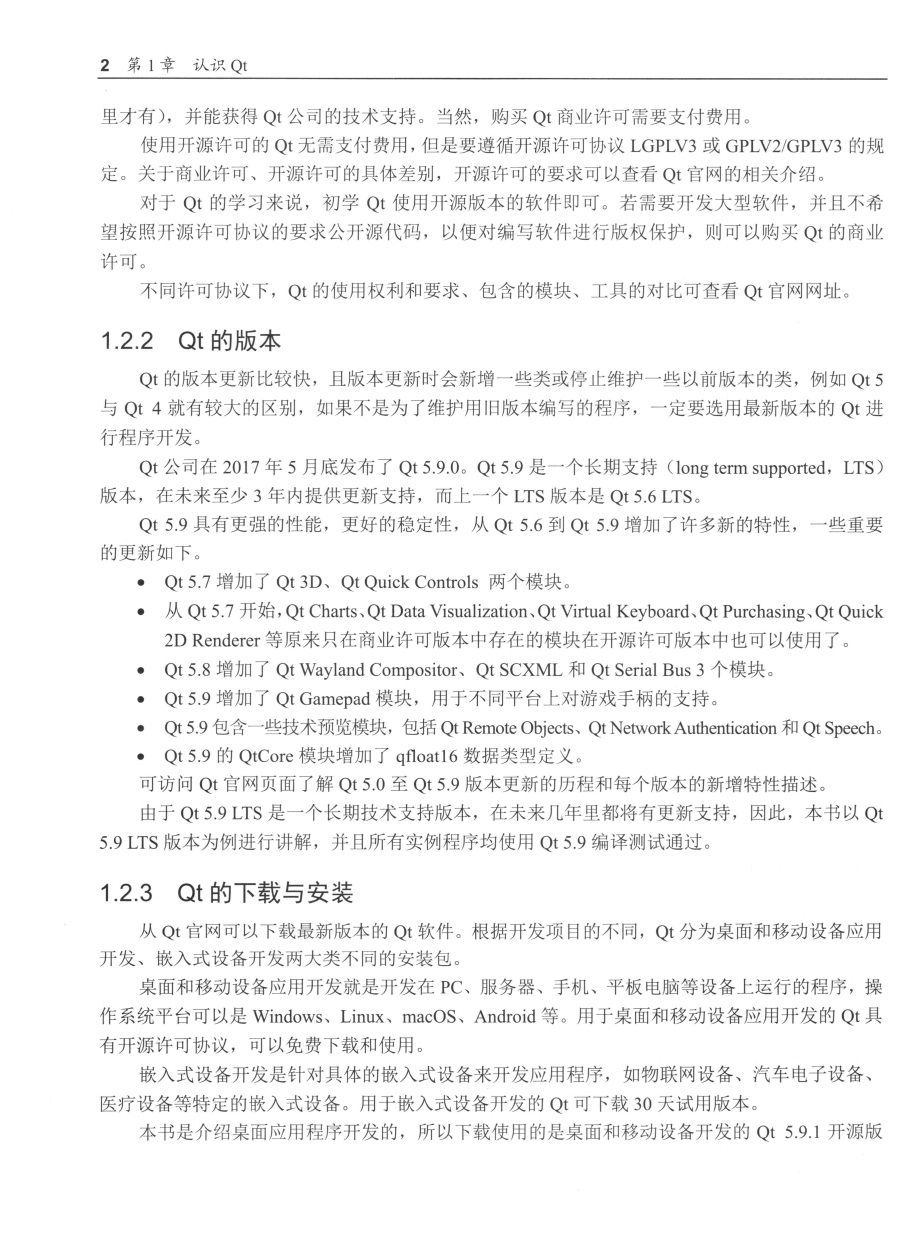 2 第1章 认识Qt
里才有），并能获得 Qt 公司的技术支持。当然，购买 Qt 商业许可需要支付费用。
使用开源许可的 Qt 无需支付费用，但是要遵循开源许可协议 LGPLV3 或 GPLV2/GPLV3 的规
定。关于商业许可、开源许可的具体差别，开源许可的要求可以查看 Qt 官网的相关介绍。
对于 Qt 的学习来说，初学 Qt 使用开源版本的软件即可。若需要开发大型软件，并且不希
望按照开源许可协议的要求公开源代码，以便对编写软件进行版权保护，则可以购买 Qt 的商业
许可。
不同许可协议下，Qt 的使用权利和要求、包含的模块、工具的对比可查看 Qt 官网网址。
1.2.2 Qt 的版本
Qt 的版本更新比较快，且版本更新时会新增一些类或停止维护一些以前版本的类，例如 Qt 5
与 Qt 4 就有较大的区别，如果不是为了维护用旧版本编写的程序，一定要选用最新版本的 Qt 进
行程序开发。
Qt 公司在 2017 年 5 月底发布了 Qt 5.9.0。Qt 5.9 是一个长期支持（long term supported，LTS）
版本，在未来至少 3 年内提供更新支持，而上一个 LTS 版本是 Qt 5.6 LTS。
Qt 5.9 具有更强的性能，更好的稳定性，从 Qt 5.6 到 Qt 5.9 增加了许多新的特性，一些重要
的更新如下。
• Qt 5.7 增加了 Qt 3D、Qt Quick Controls 两个模块。
• 从 Qt 5.7 开始，Qt Charts、Qt Data Visualization、Qt Virtual Keyboard、Qt Purchasing、Qt Quick
2D Renderer 等原来只在商业许可版本中存在的模块在开源许可版本中也可以使用了。
• Qt 5.8 增加了 Qt Wayland Compositor、Qt SCXML 和 Qt Serial Bus 3 个模块。
• Qt 5.9 增加了 Qt Gamepad 模块，用于不同平台上对游戏手柄的支持。
• Qt 5.9 包含一些技术预览模块，包括 Qt Remote Objects、Qt Network Authentication 和 Qt Speech。
• Qt 5.9 的 QtCore 模块增加了 qfloat16 数据类型定义。
可访问 Qt 官网页面了解 Qt 5.0 至 Qt 5.9 版本更新的历程和每个版本的新增特性描述。
由于 Qt 5.9 LTS 是一个长期技术支持版本，在未来几年里都将有更新支持，因此，本书以 Qt
5.9 LTS 版本为例进行讲解，并且所有实例程序均使用 Qt 5.9 编译测试通过。
1.2.3 Qt 的下载与安装
从 Qt 官网可以下载最新版本的 Qt 软件。根据开发项目的不同，Qt 分为桌面和移动设备应用
开发、嵌入式设备开发两大类不同的安装包。
桌面和移动设备应用开发就是开发在 PC、服务器、手机、平板电脑等设备上运行的程序，操
作系统平台可以是 Windows、Linux、macOS、Android 等。用于桌面和移动设备应用开发的 Qt 具
有开源许可协议，可以免费下载和使用。
嵌入式设备开发是针对具体的嵌入式设备来开发应用程序，如物联网设备、汽车电子设备、
医疗设备等特定的嵌入式设备。用于嵌入式设备开发的 Qt 可下载 30 天试用版本。
本书是介绍桌面应用程序开发的，所以下载使用的是桌面和移动设备开发的 Qt 5.9.1 开源版